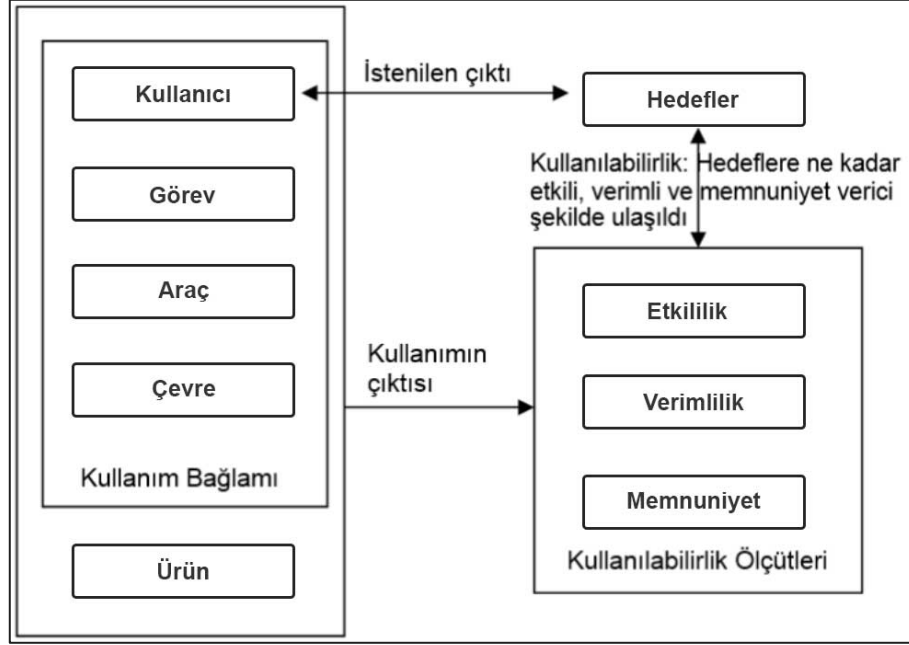 Kullanıcı
Görev
Araç
Çevre
Kullanım Bağlamı
Ürün
İstenilen çıktı
Kullanımın
çıktısı
Hedefler
Kullanılabilirlik: Hedeflere ne kadar
etkili, verimli ve memnuniyet verici
şekilde ulaşıldı
Etkililik
Verimlilik
Memnuniyet
Kullanılabilirlik Ölçütleri